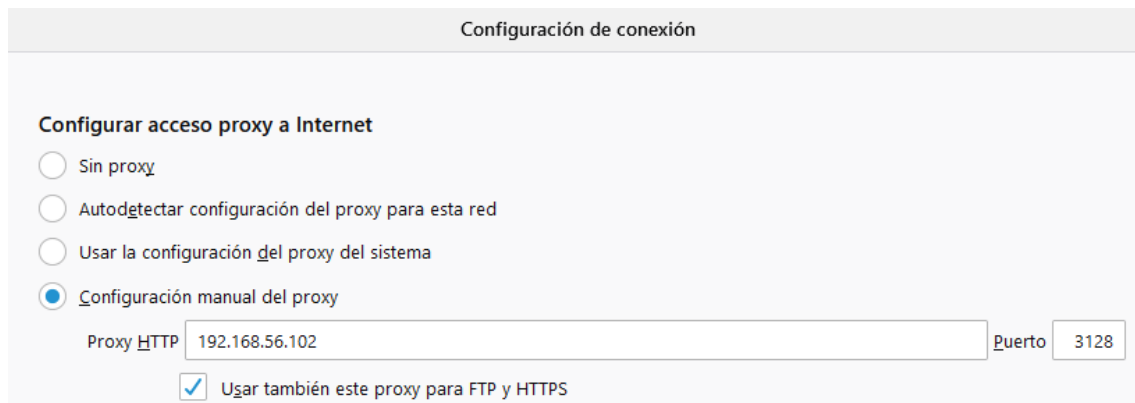 Configuración de conexión
Configurar acceso proxy a Internet
Sin proxy
Autodetectar configuración del proxy para esta red
Usar la configuración del proxy del sistema
Configuración manual del proxy
Proxy HTTP 192.168.56.102 Puerto 3128
Usar también este proxy para FTP y HTTPS